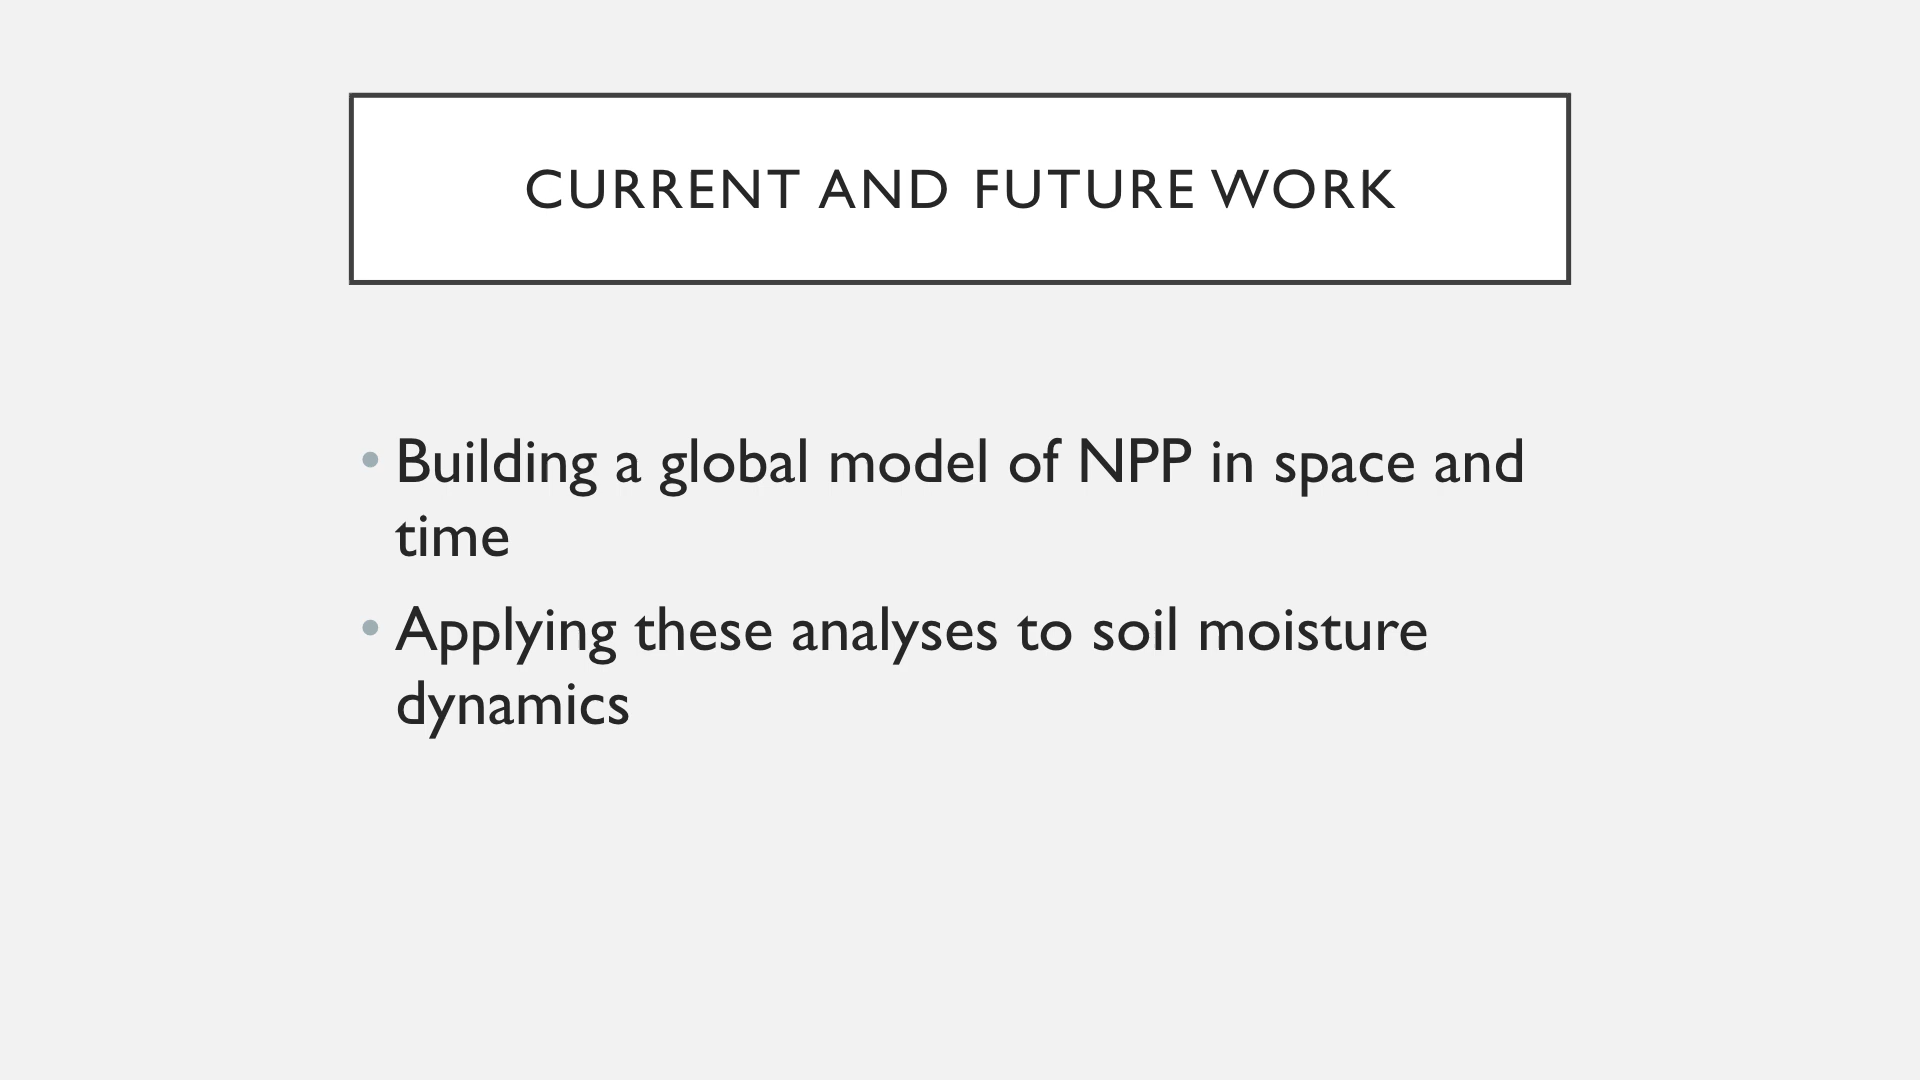 CURRENT AND FUTURE WORK
• Building a global model of NPP in space and
time
• Applying these analyses to soil moisture
dynamics